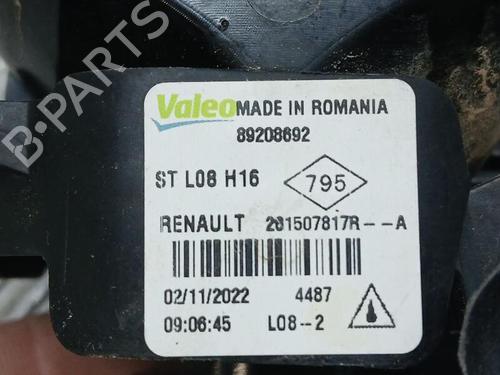 B-PARTS
Valeo MADE IN ROMANIA
89208692
ST L08 H16 795
RENAULT 261507817R--A
02/11/2022 4487
09:06:45 L08--2